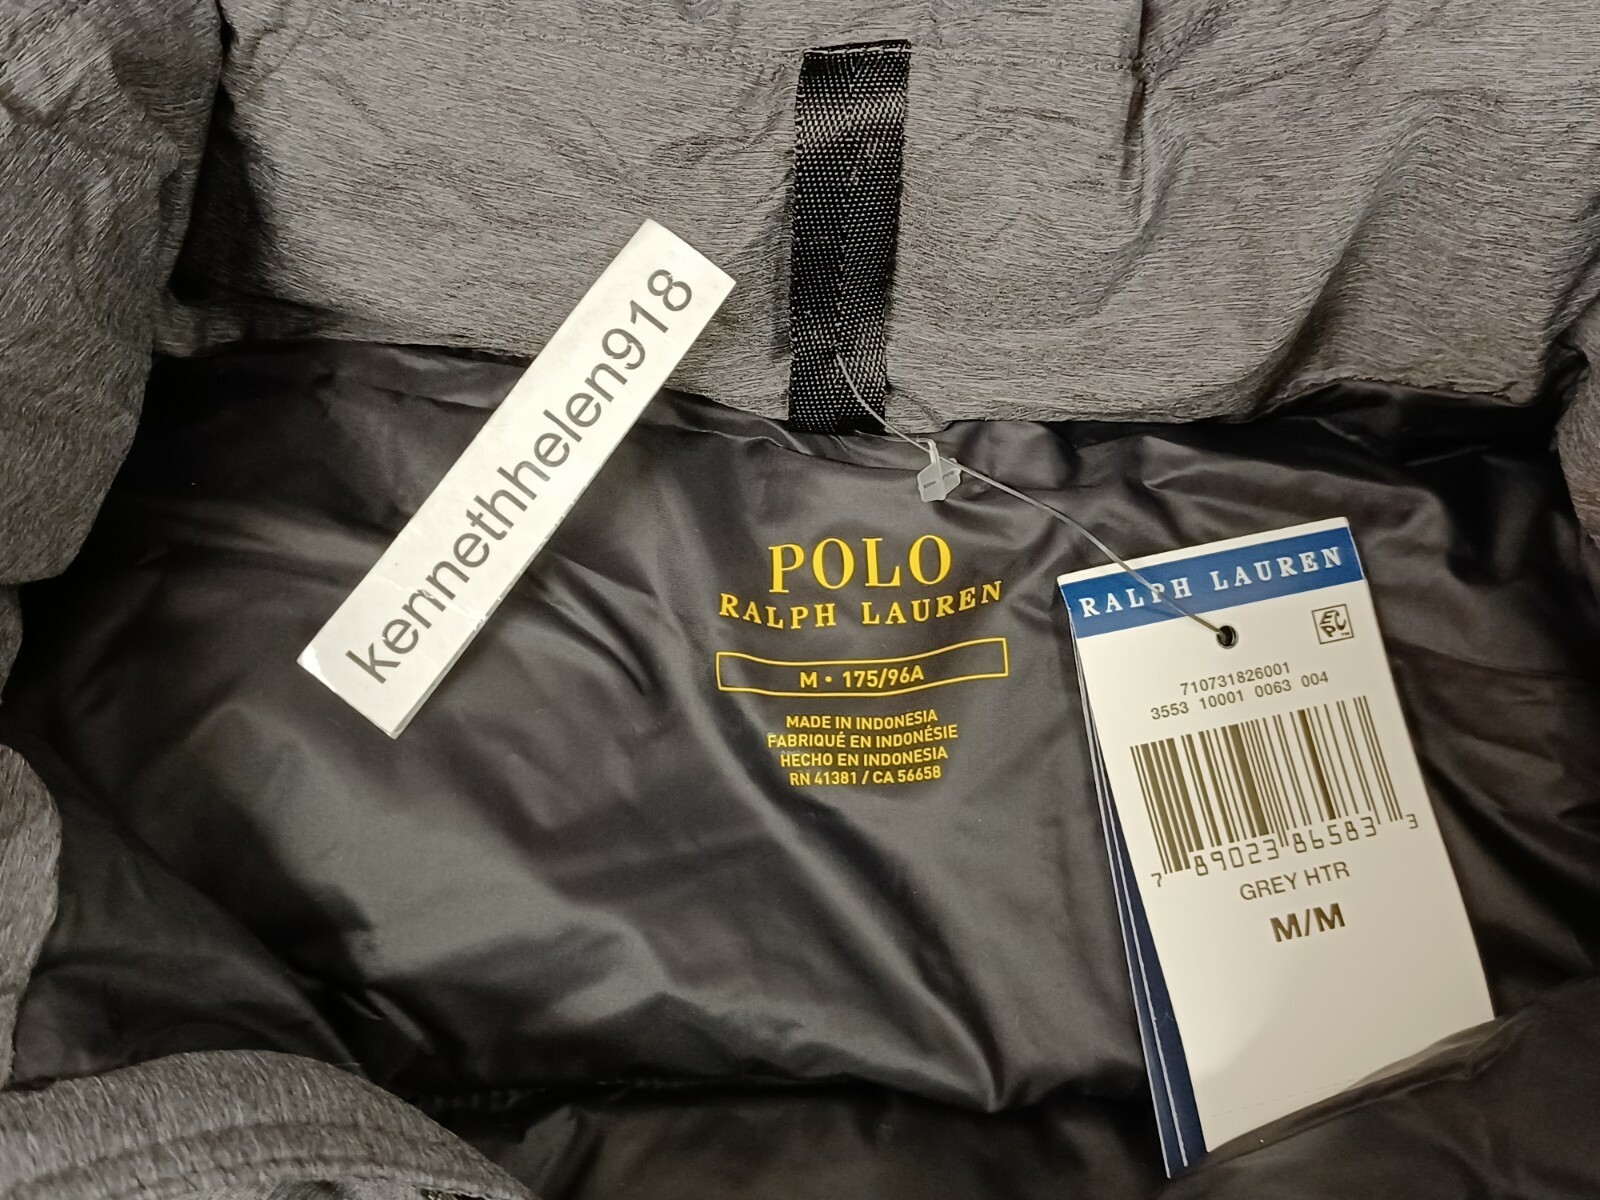 kennethhelen918
POLO
RALPH LAUREN
M • 175/96A
MADE IN INDONESIA
FABRIQUÉ EN INDONÉSIE
HECHO EN INDONESIA
RN 41381 / CA 56658
RALPH LAUREN
EPC™
710731826001
3553 10001 0063 004
7 89023 86583 3
GREY HTR
M/M